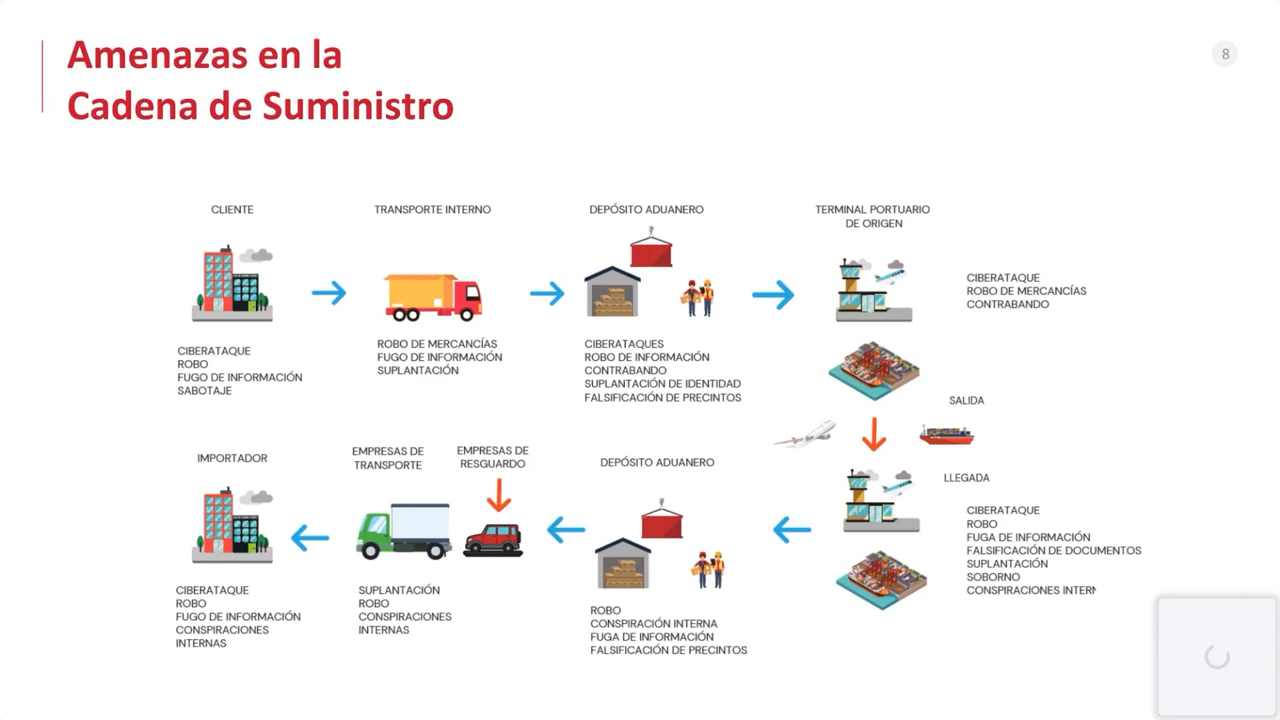 Amenazas en la
Cadena de Suministro
8
CLIENTE
TRANSPORTE INTERNO
DEPÓSITO ADUANERO
TERMINAL PORTUARIO
DE ORIGEN
CIBERATAQUE
ROBO
FUGO DE INFORMACIÓN
SABOTAJE
ROBO DE MERCANCÍAS
FUGO DE INFORMACIÓN
SUPLANTACIÓN
CIBERATAQUES
ROBO DE INFORMACIÓN
CONTRABANDO
SUPLANTACIÓN DE IDENTIDAD
FALSIFICACIÓN DE PRECINTOS
CIBERATAQUE
ROBO DE MERCANCÍAS
CONTRABANDO
SALIDA
LLEGADA
CIBERATAQUE
ROBO
FUGA DE INFORMACIÓN
FALSIFICACIÓN DE DOCUMENTOS
SUPLANTACIÓN
SOBORNO
CONSPIRACIONES INTERN
DEPÓSITO ADUANERO
ROBO
CONSPIRACIÓN INTERNA
FUGA DE INFORMACIÓN
FALSIFICACIÓN DE PRECINTOS
EMPRESAS DE
RESGUARDO
EMPRESAS DE
TRANSPORTE
SUPLANTACIÓN
ROBO
CONSPIRACIONES
INTERNAS
IMPORTADOR
CIBERATAQUE
ROBO
FUGO DE INFORMACIÓN
CONSPIRACIONES
INTERNAS